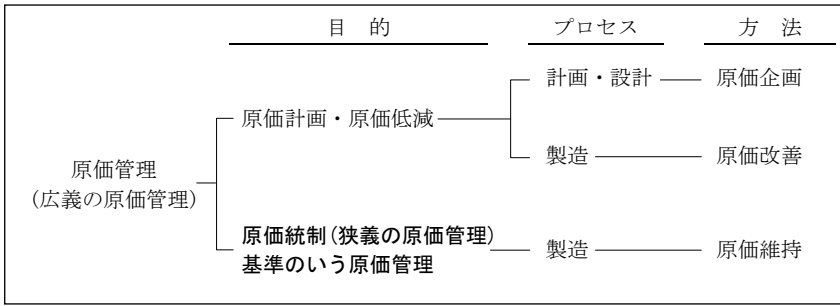 目 的 プロセス 方 法
計画・設計 原価企画
原価計画・原価低減
製造 原価改善
原価管理
(広義の原価管理)
原価統制(狭義の原価管理)
基準のいう原価管理
製造 原価維持